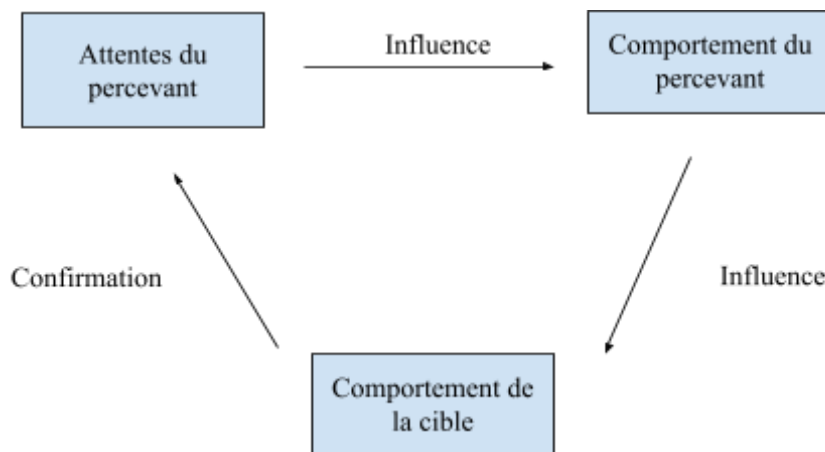 Attentes du
percevant
Influence
Comportement du
percevant
Confirmation
Influence
Comportement de
la cible